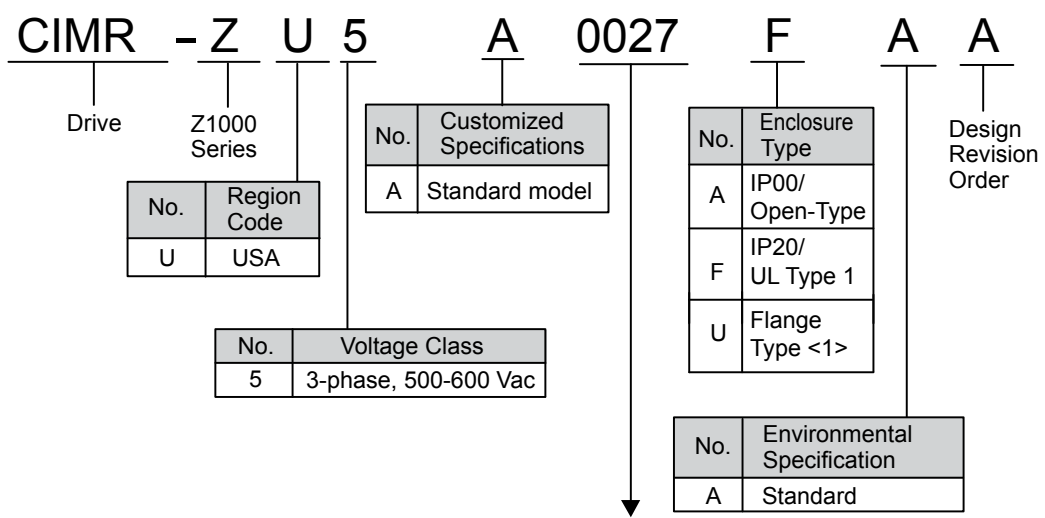 CIMR - Z U 5 A 0027 F A A
Drive
Z1000
Series
No. Region
Code
U USA
No. Voltage Class
5 3-phase, 500-600 Vac
No. Customized
Specifications
A Standard model
No. Enclosure
Type
A IP00/
Open-Type
F IP20/
UL Type 1
U Flange
Type <1>
No. Environmental
Specification
A Standard
Design
Revision
Order